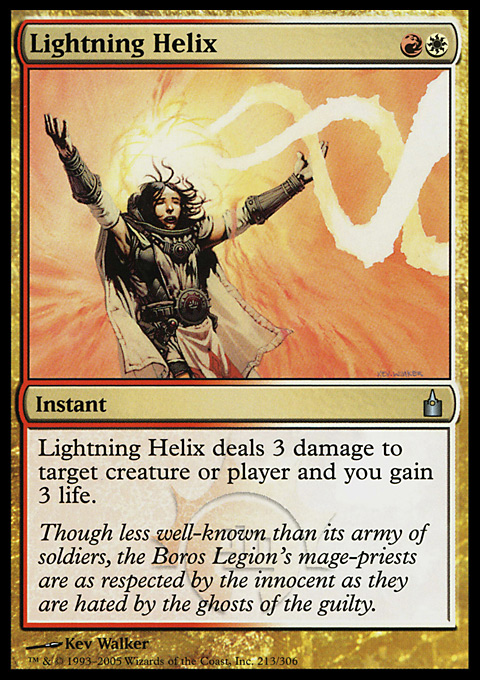 Lightning Helix
KEV WALKER
Instant
Lightning Helix deals 3 damage to
target creature or player and you gain
3 life.
Though less well-known than its army of
soldiers, the Boros Legion's mage-priests
are as respected by the innocent as they
are hated by the ghosts of the guilty.
Kev Walker
™ & © 1993–2005 Wizards of the Coast, Inc. 213/306